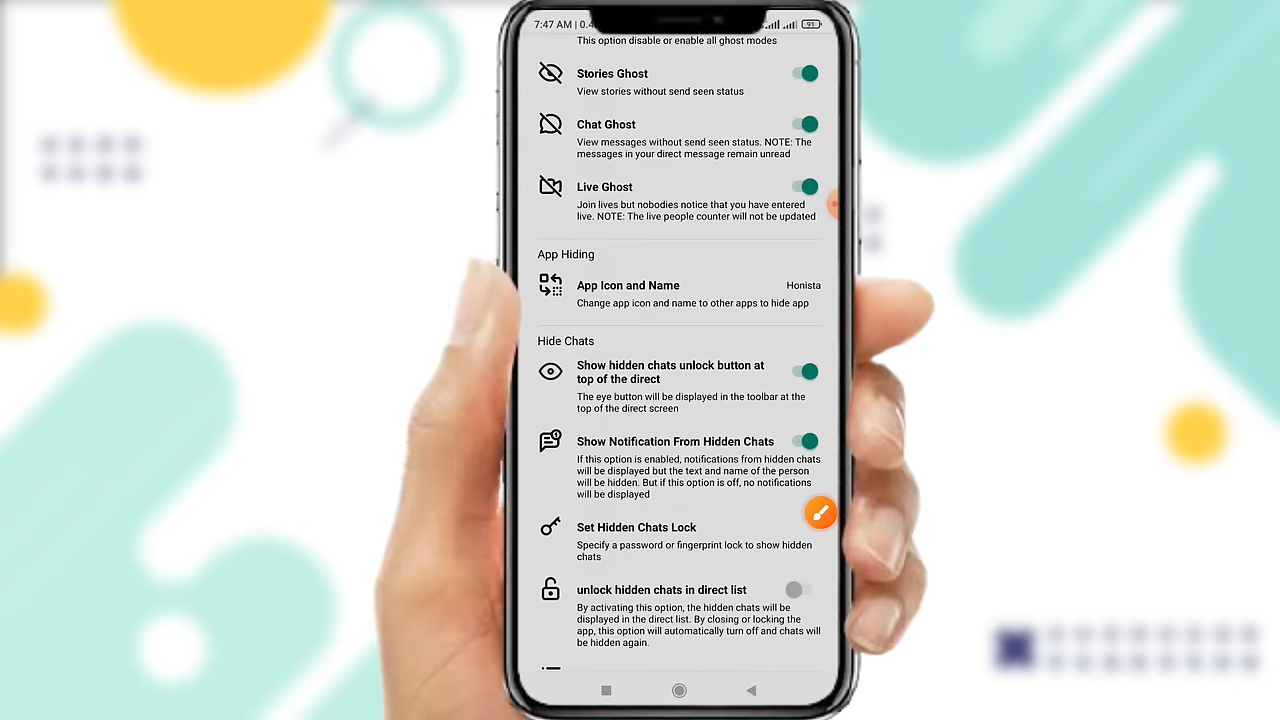 7:47 AM | 0.4
91
This option disable or enable all ghost modes
Stories Ghost
View stories without send seen status
Chat Ghost
View messages without send seen status. NOTE: The
messages in your direct message remain unread
Live Ghost
Join lives but nobodies notice that you have entered
live. NOTE: The live people counter will not be updated
App Hiding
App Icon and Name
Honista
Change app icon and name to other apps to hide app
Hide Chats
Show hidden chats unlock button at
top of the direct
The eye button will be displayed in the toolbar at the
top of the direct screen
Show Notification From Hidden Chats
If this option is enabled, notifications from hidden chats
will be displayed but the text and name of the person
will be hidden. But if this option is off, no notifications
will be displayed
Set Hidden Chats Lock
Specify a password or fingerprint lock to show hidden
chats
unlock hidden chats in direct list
By activating this option, the hidden chats will be
displayed in the direct list. By closing or locking the
app, this option will automatically turn off and chats will
be hidden again.